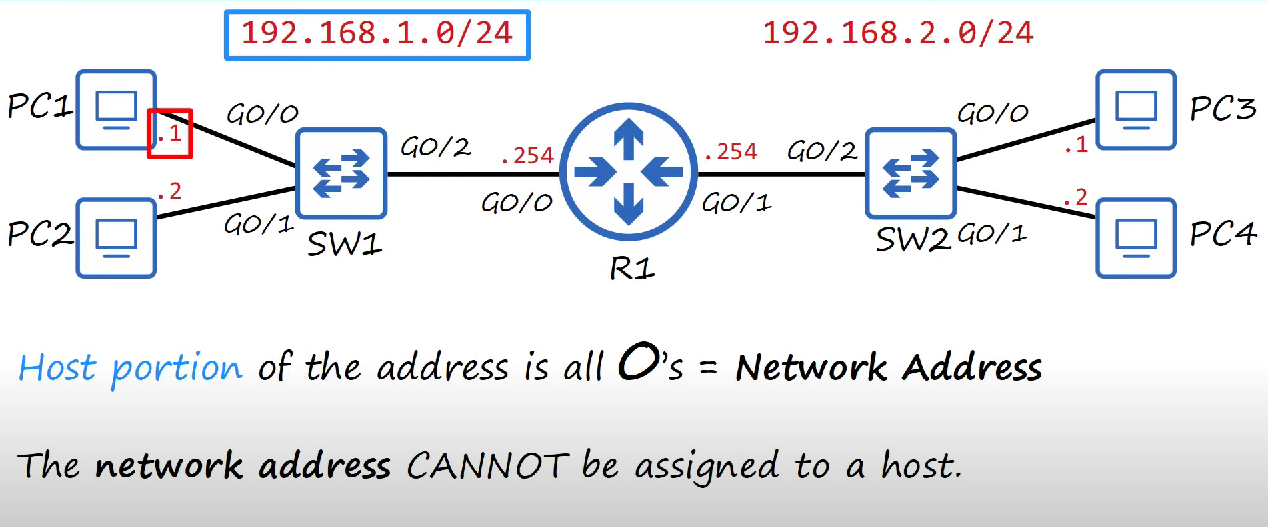 192.168.1.0/24
192.168.2.0/24
PC1
.1
G0/0
G0/2
.254
.254
G0/2
G0/0
.1
PC3
.2
PC2
G0/1
SW1
G0/0
R1
G0/1
SW2
G0/1
.2
PC4
Host portion of the address is all 0's = Network Address
The network address CANNOT be assigned to a host.